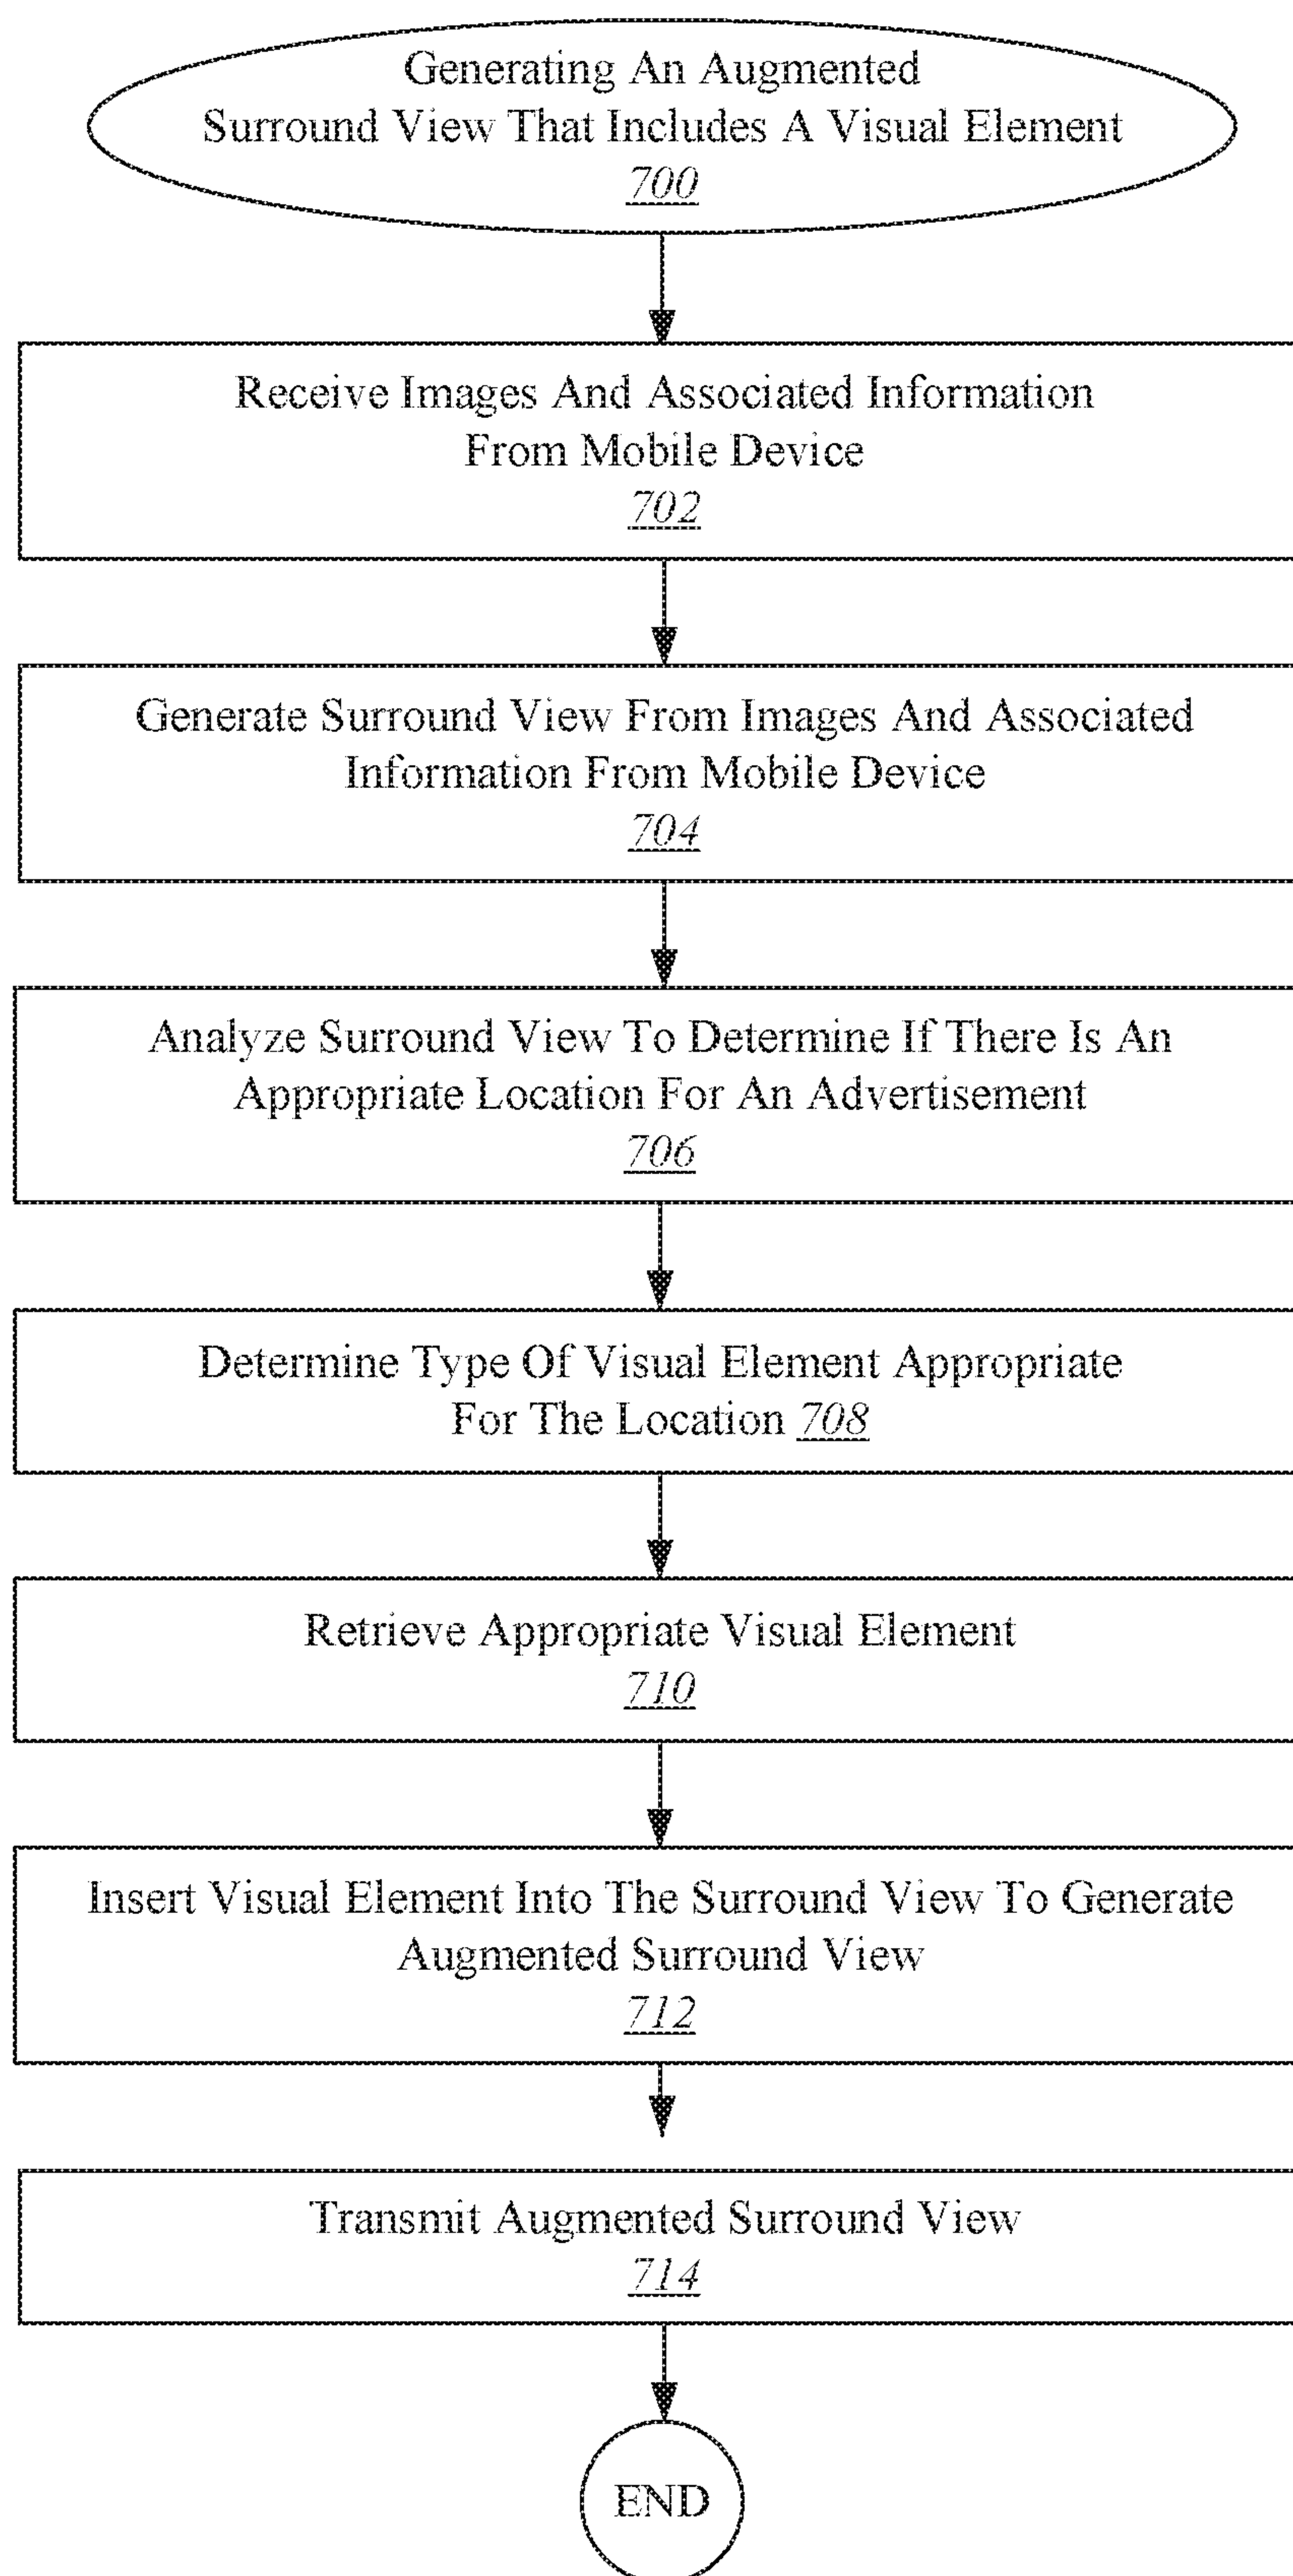 Generating An Augmented
Surround View That Includes A Visual Element
700
Receive Images And Associated Information
From Mobile Device
702
Generate Surround View From Images And Associated
Information From Mobile Device
704
Analyze Surround View To Determine If There Is An
Appropriate Location For An Advertisement
706
Determine Type Of Visual Element Appropriate
For The Location 708
Retrieve Appropriate Visual Element
710
Insert Visual Element Into The Surround View To Generate
Augmented Surround View
712
Transmit Augmented Surround View
714
END